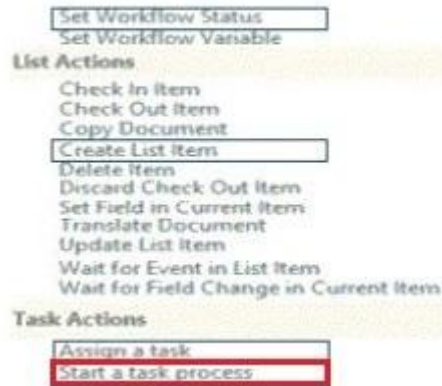 Set Workflow Status
Set Workflow Variable
List Actions
Check In Item
Check Out Item
Copy Document
Create List Item
Delete Item
Discard Check Out Item
Set Field in Current Item
Translate Document
Update List Item
Wait for Event in List Item
Wait for Field Change in Current Item
Task Actions
Assign a task
Start a task process